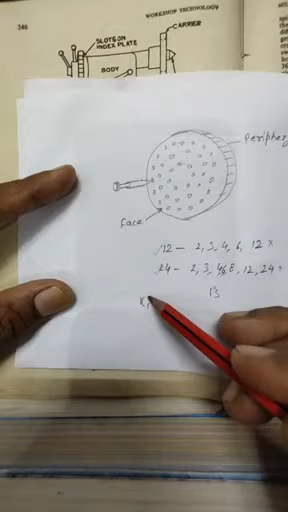 246
WORKSHOP TECHNOLOGY
CARRIER
SLOTS ON
INDEX PLATE
BODY
Periphery
face
12 – 2, 3, 4, 6, 12 ×
24 – 2, 3, 4, 6, 8, 12, 24 ×
13